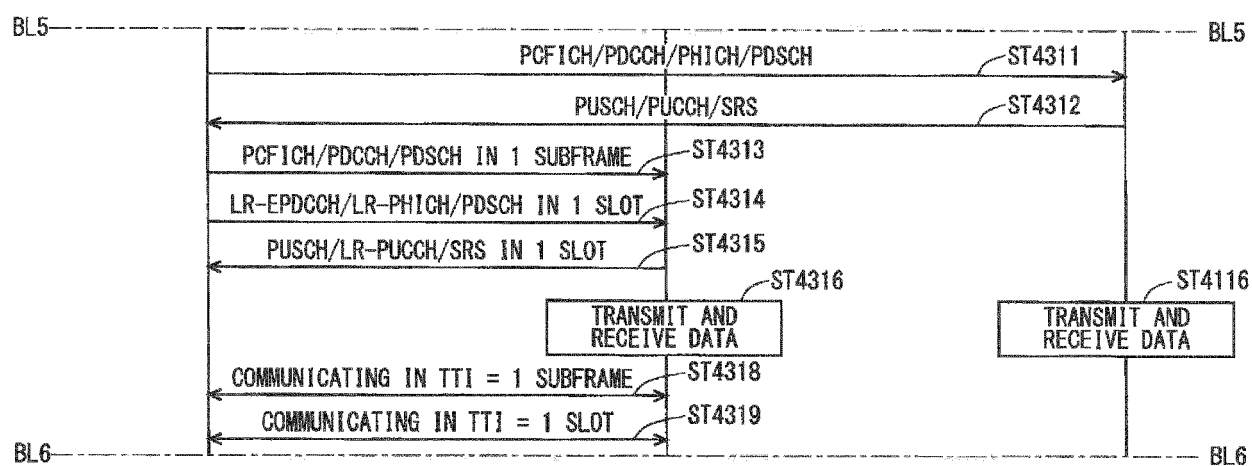 BL5 BL5
PCFICH/PDCCH/PHICH/PDSCH ST4311
PUSCH/PUCCH/SRS ST4312
PCFICH/PDCCH/PDSCH IN 1 SUBFRAME ST4313
LR-EPDCCH/LR-PHICH/PDSCH IN 1 SLOT ST4314
PUSCH/LR-PUCCH/SRS IN 1 SLOT ST4315
ST4316 ST4116
TRANSMIT AND TRANSMIT AND
RECEIVE DATA RECEIVE DATA
COMMUNICATING IN TTI = 1 SUBFRAME ST4318
COMMUNICATING IN TTI = 1 SLOT ST4319
BL6 BL6